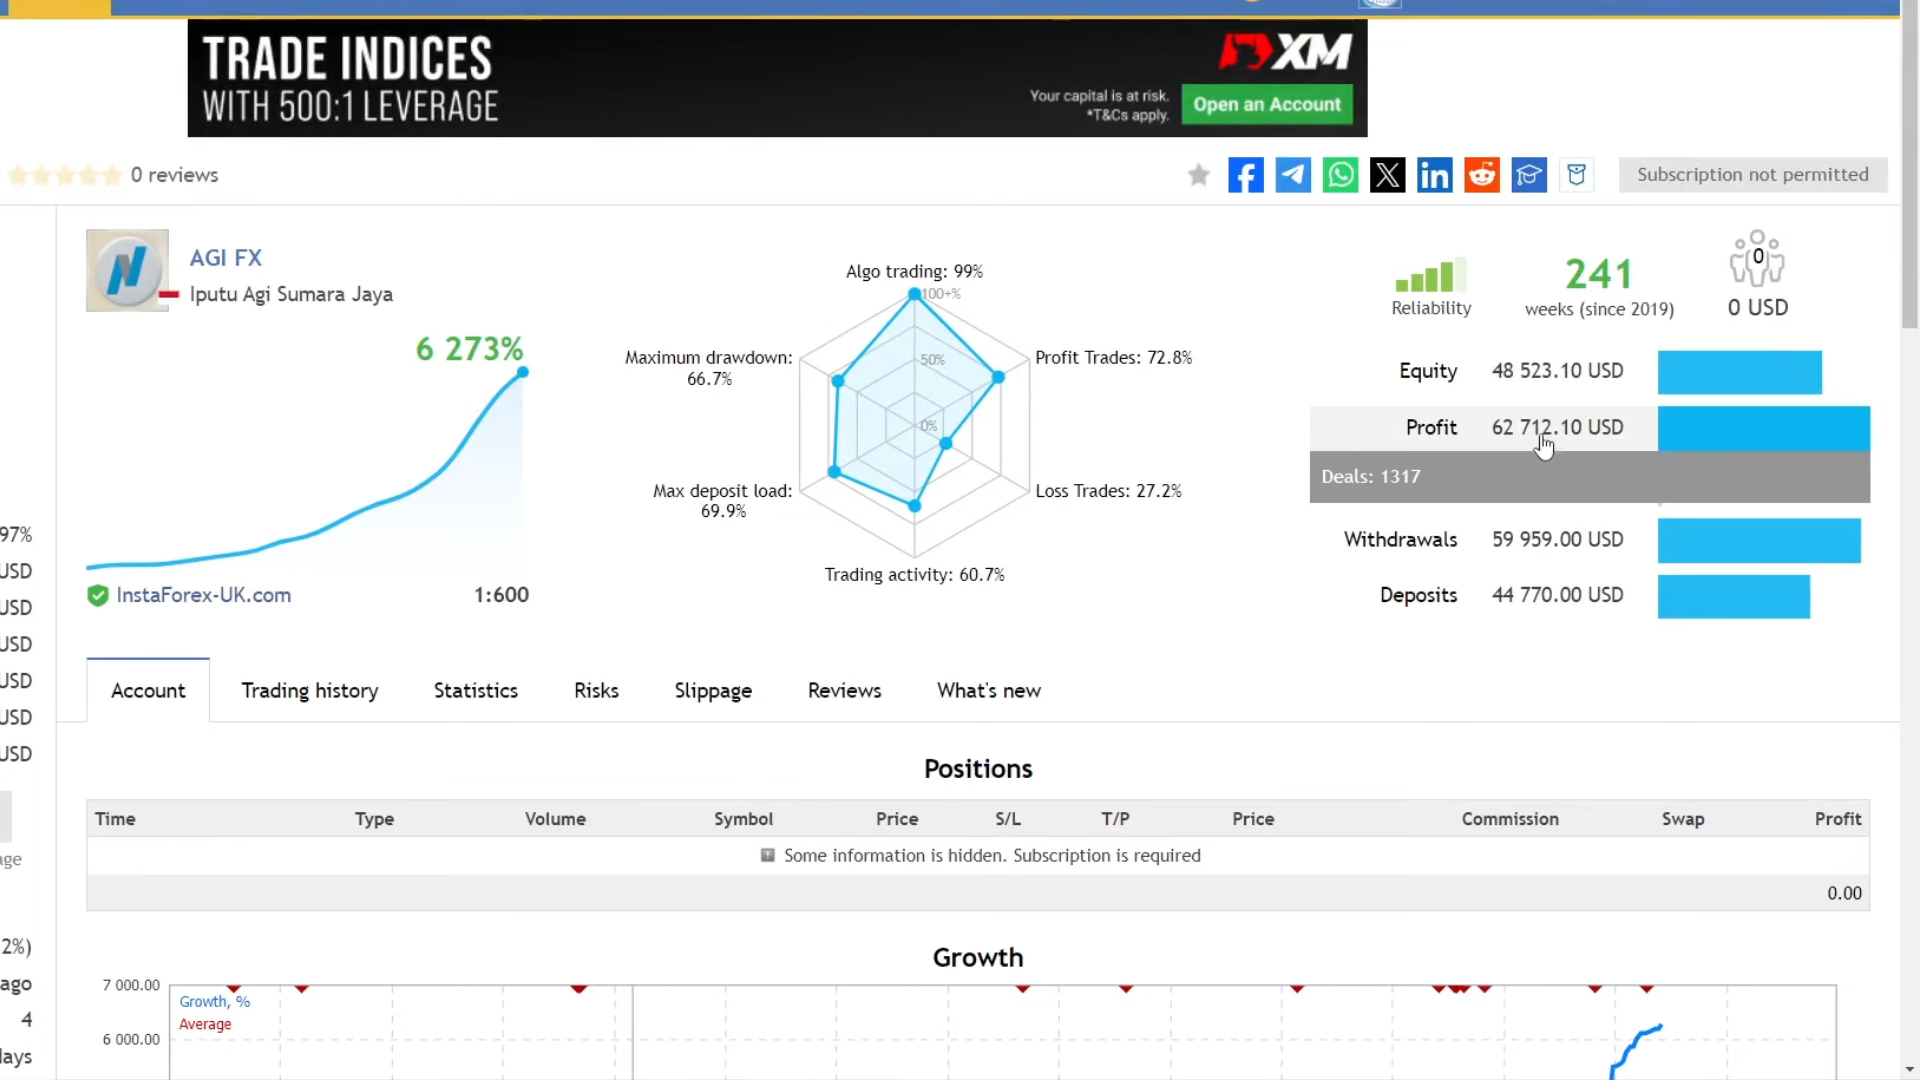 TRADE INDICES
WITH 500:1 LEVERAGE
XM
Your capital is at risk.
*T&Cs apply.
Open an Account
0 reviews
Subscription not permitted
AGI FX
Iputu Agi Sumara Jaya
6 273%
InstaForex-UK.com
1:600
Algo trading: 99%
100+%
Maximum drawdown:
66.7%
50%
Profit Trades: 72.8%
0%
Max deposit load:
69.9%
Loss Trades: 27.2%
Trading activity: 60.7%
Reliability
241
weeks (since 2019)
0
0 USD
Equity 48 523.10 USD
Profit 62 712.10 USD
Deals: 1317
Withdrawals 59 959.00 USD
Deposits 44 770.00 USD
97%
USD
USD
USD
USD
USD
USD
age
2%)
ago
4
days
Account Trading history Statistics Risks Slippage Reviews What's new
Positions
Time Type Volume Symbol Price S/L T/P Price Commission Swap Profit
Some information is hidden. Subscription is required
0.00
Growth
7 000.00
Growth, %
Average
6 000.00